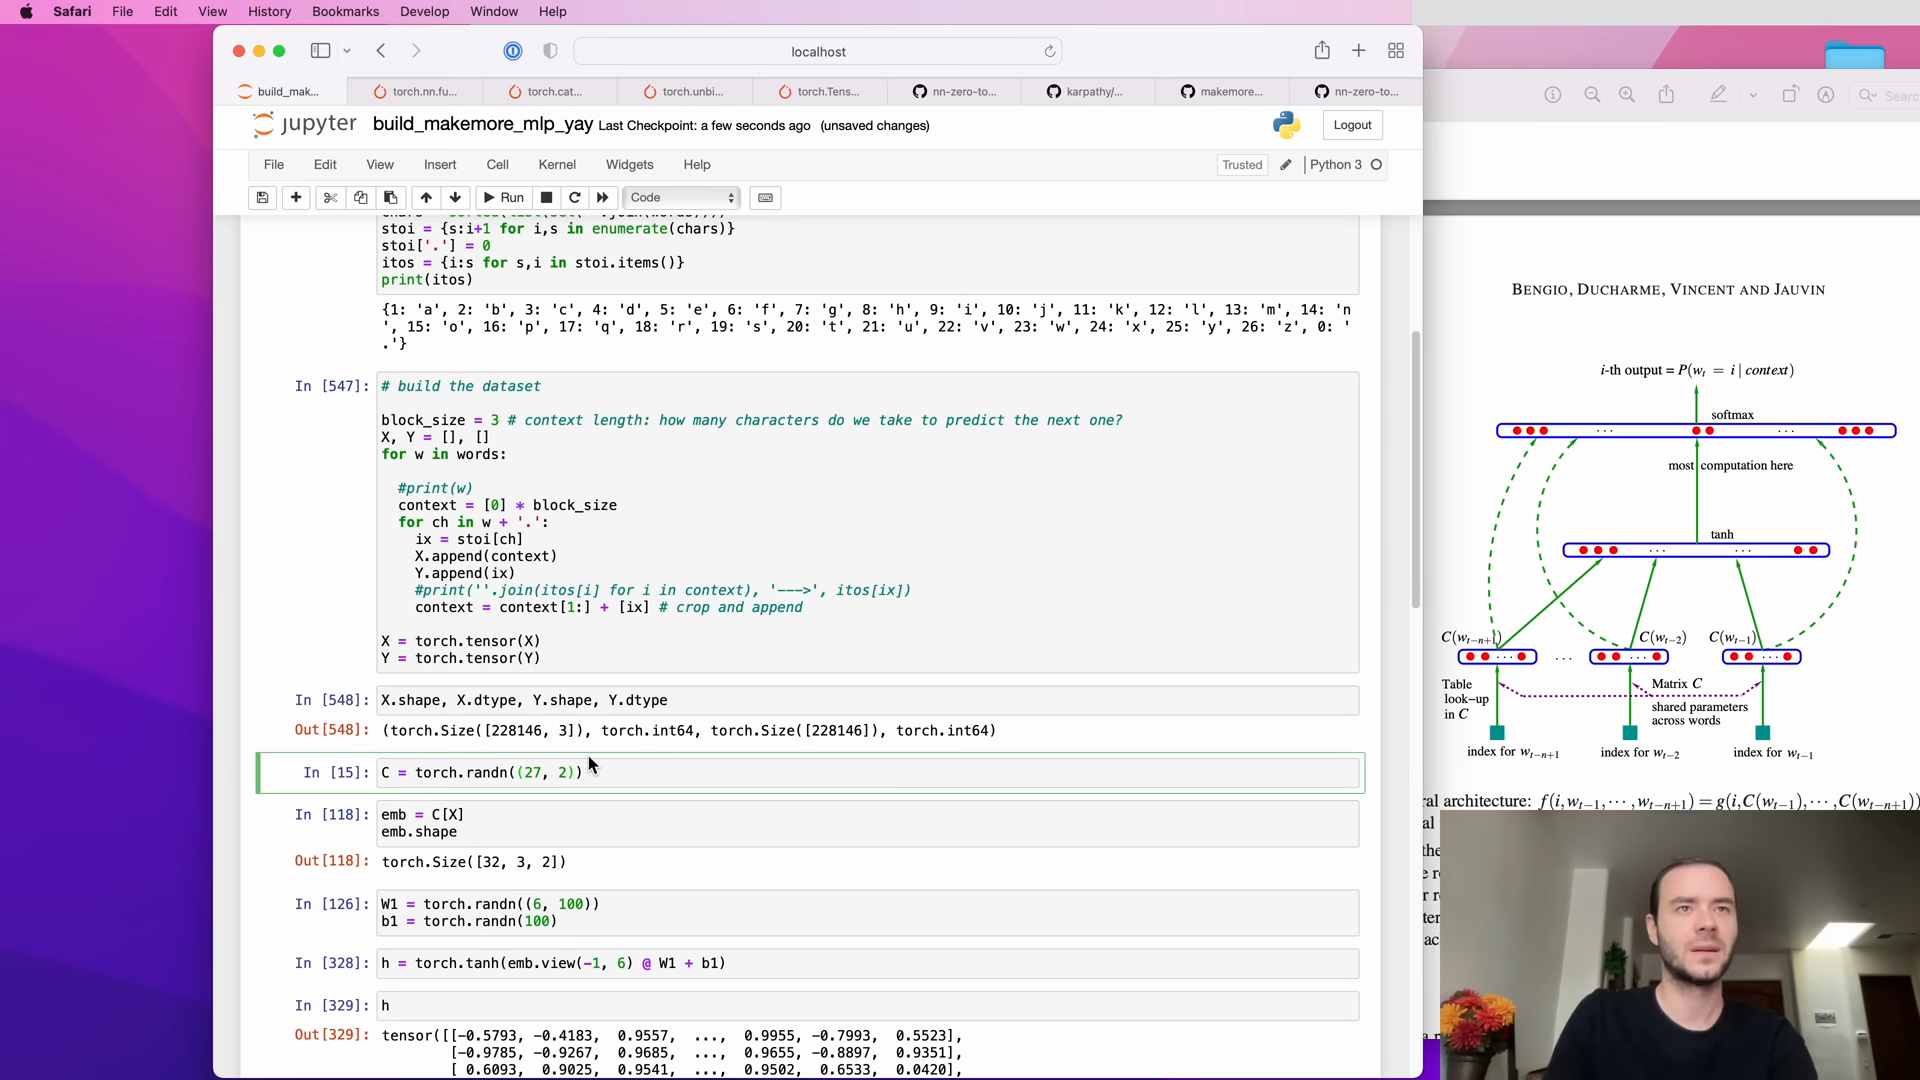 Safari File Edit View History Bookmarks Develop Window Help
localhost
build_mak... torch.nn.fu... torch.cat... torch.unbi... torch.Tens... nn-zero-to... karpathy/... makemore... nn-zero-to...
jupyter build_makemore_mlp_yay Last Checkpoint: a few seconds ago (unsaved changes) Logout
File Edit View Insert Cell Kernel Widgets Help Trusted Python 3
Run Code
stoi = {s:i+1 for i,s in enumerate(chars)}
stoi['.'] = 0
itos = {i:s for s,i in stoi.items()}
print(itos)
{1: 'a', 2: 'b', 3: 'c', 4: 'd', 5: 'e', 6: 'f', 7: 'g', 8: 'h', 9: 'i', 10: 'j', 11: 'k', 12: 'l', 13: 'm', 14: 'n
', 15: 'o', 16: 'p', 17: 'q', 18: 'r', 19: 's', 20: 't', 21: 'u', 22: 'v', 23: 'w', 24: 'x', 25: 'y', 26: 'z', 0: '
.'}
In [547]: # build the dataset
block_size = 3 # context length: how many characters do we take to predict the next one?
X, Y = [], []
for w in words:
#print(w)
context = [0] * block_size
for ch in w + '.':
ix = stoi[ch]
X.append(context)
Y.append(ix)
#print(''.join(itos[i] for i in context), '--->', itos[ix])
context = context[1:] + [ix] # crop and append
X = torch.tensor(X)
Y = torch.tensor(Y)
In [548]: X.shape, X.dtype, Y.shape, Y.dtype
Out[548]: (torch.Size([228146, 3]), torch.int64, torch.Size([228146]), torch.int64)
In [15]: C = torch.randn((27, 2))
In [118]: emb = C[X]
emb.shape
Out[118]: torch.Size([32, 3, 2])
In [126]: W1 = torch.randn((6, 100))
b1 = torch.randn(100)
In [328]: h = torch.tanh(emb.view(-1, 6) @ W1 + b1)
In [329]: h
Out[329]: tensor([[-0.5793, -0.4183, 0.9557, ..., 0.9955, -0.7993, 0.5523],
[-0.9785, -0.9267, 0.9685, ..., 0.9655, -0.8897, 0.9351],
[ 0.6093, 0.9025, 0.9541, ..., 0.9502, 0.6533, 0.0420],
Searc
BENGIO, DUCHARME, VINCENT AND JAUVIN
i-th output = P(w_t = i | context)
softmax
... ...
most computation here
tanh
... ...
C(w_{t−n+1}) C(w_{t−2}) C(w_{t−1})
... ... ... ...
Table
look−up
in C
Matrix C
shared parameters
across words
index for w_{t−n+1} index for w_{t−2} index for w_{t−1}
ral architecture: f(i,w_{t−1},···,w_{t−n+1}) = g(i,C(w_{t−1}),···,C(w_{t−n+1}))